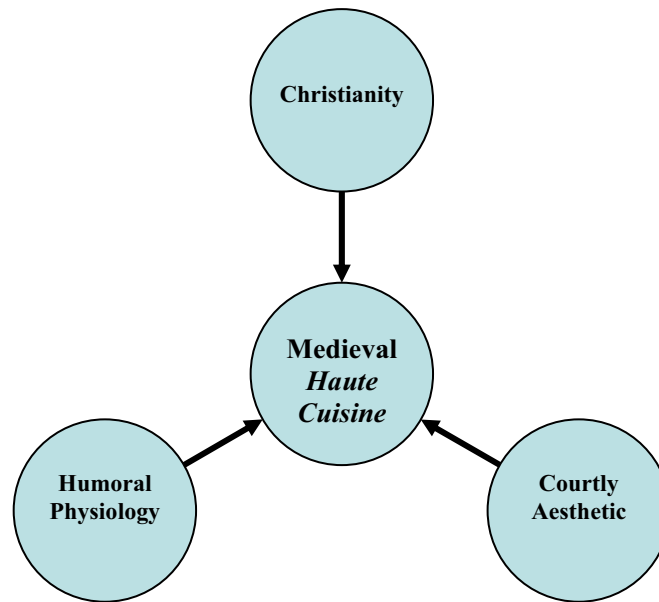 Christianity
Medieval
Haute
Cuisine
Humoral
Physiology
Courtly
Aesthetic